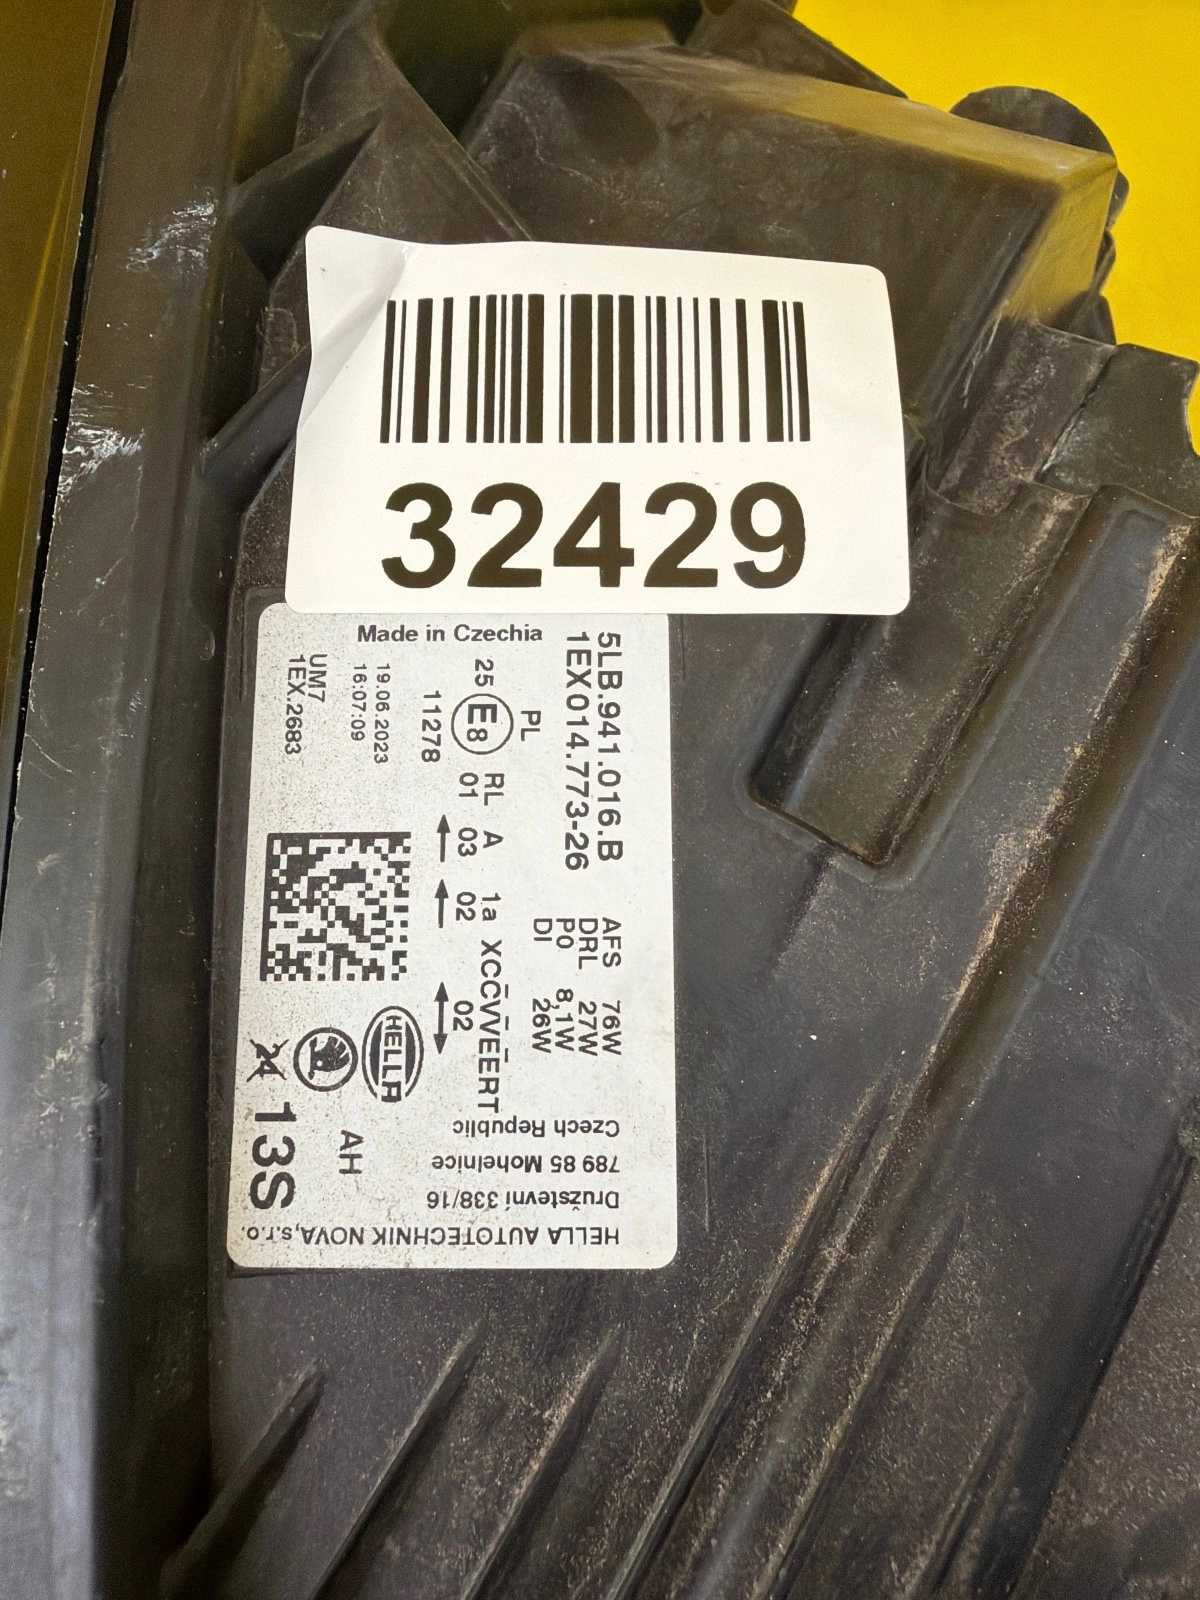 32429
Made in Czechia
5LB.941.016.B
1EX014.773-26
PL
25 E8 RL A 1.a XCCVVEERT
11278 01 03 02 02
AFS 76W
DRL 27W
PO 8,1W
DI 26W
19.06.2023
16:07:09
UM7
1EX.2683
HELLA
AH
24 13S
HELLA AUTOTECHNIK NOVA,s.r.o.
Družstevní 338/16
789 85 Mohelnice
Czech Republic